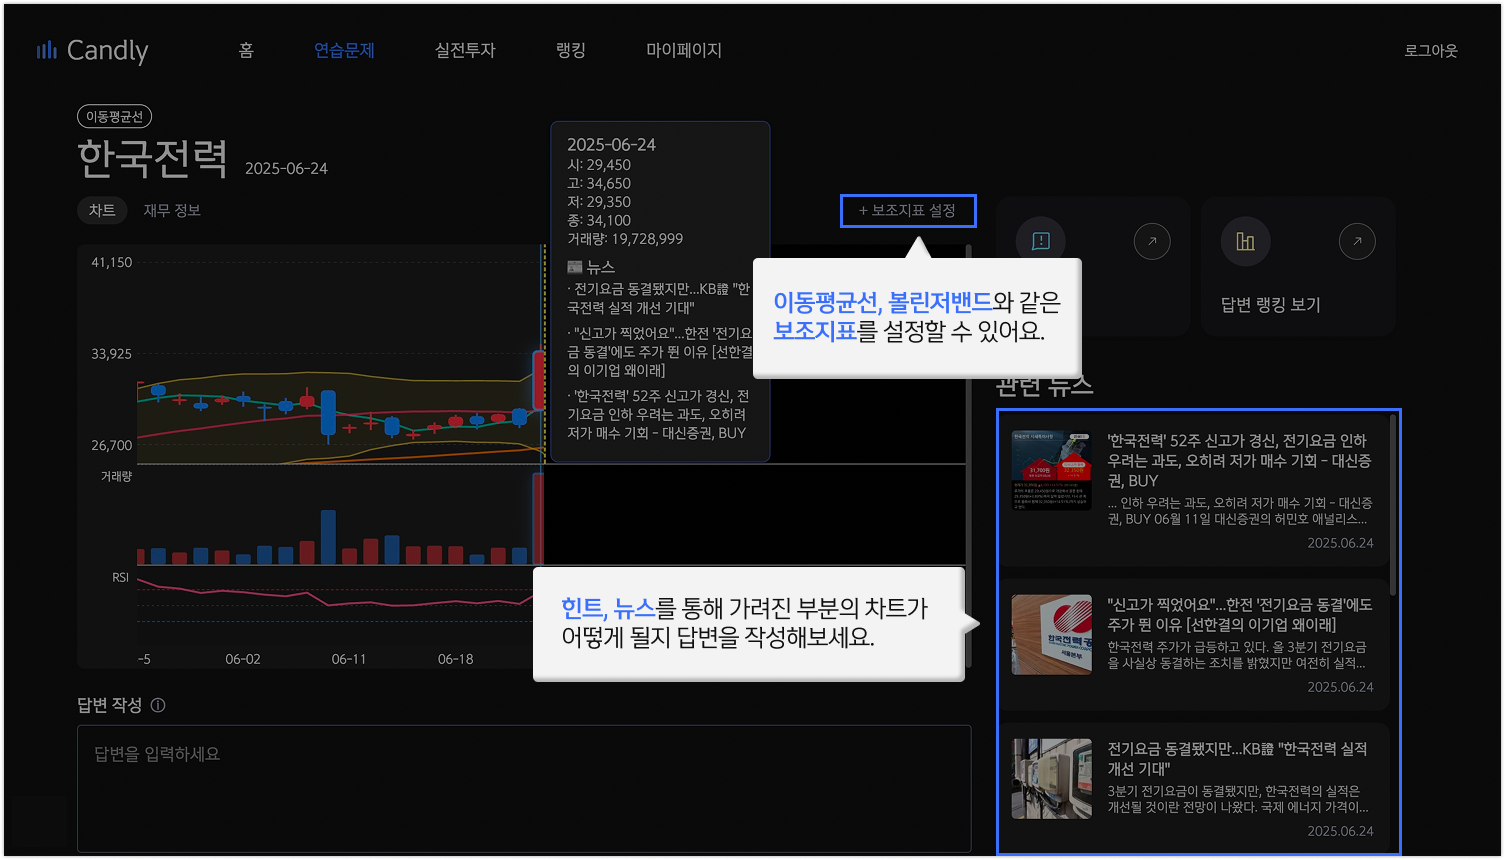 Candly
홈
연습문제
실전투자
랭킹
마이페이지
로그아웃
이동평균선
한국전력 2025-06-24
차트
재무 정보
+ 보조지표 설정
2025-06-24
시: 29,450
고: 34,650
저: 29,350
종: 34,100
거래량: 19,728,999
뉴스
· 전기요금 동결됐지만...KB證 "한
국전력 실적 개선 기대"
· "신고가 찍었어요"...한전 '전기요
금 동결'에도 주가 뛴 이유 [선한결
의 이기업 왜이래]
· '한국전력' 52주 신고가 경신, 전
기요금 인하 우려는 과도, 오히려
저가 매수 기회 - 대신증권, BUY
이동평균선, 볼린저밴드와 같은
보조지표를 설정할 수 있어요.
답변 랭킹 보기
41,150
33,925
26,700
거래량
RSI
-5
06-02
06-11
06-18
힌트, 뉴스를 통해 가려진 부분의 차트가
어떻게 될지 답변을 작성해보세요.
답변 작성
답변을 입력하세요
관련 뉴스
'한국전력' 52주 신고가 경신, 전기요금 인하
우려는 과도, 오히려 저가 매수 기회 - 대신증
권, BUY
... 인하 우려는 과도, 오히려 저가 매수 기회 - 대신증
권, BUY 06월 11일 대신증권의 허민호 애널리스...
2025.06.24
"신고가 찍었어요"...한전 '전기요금 동결'에도
주가 뛴 이유 [선한결의 이기업 왜이래]
한국전력 주가가 급등하고 있다. 올 3분기 전기요금
을 사실상 동결하는 조치를 밝혔지만 여전히 실적...
2025.06.24
전기요금 동결됐지만...KB證 "한국전력 실적
개선 기대"
3분기 전기요금이 동결됐지만, 한국전력의 실적은
개선될 것이란 전망이 나왔다. 국제 에너지 가격이...
2025.06.24